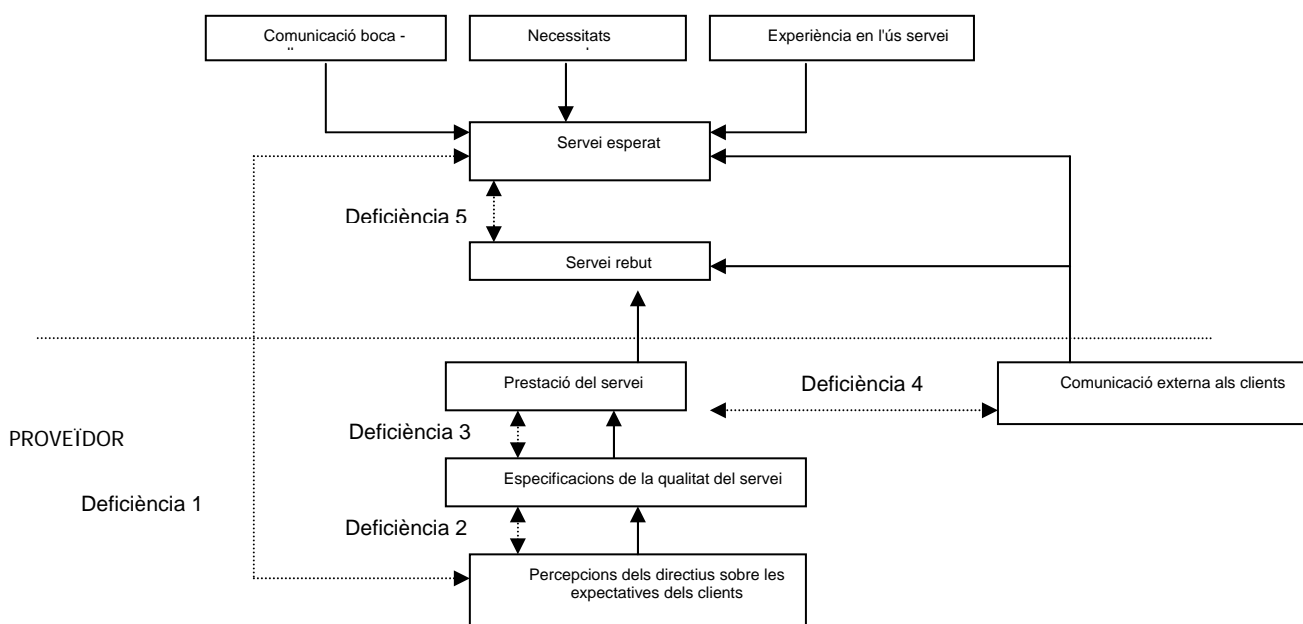 Comunicació boca -
Necessitats
Experiència en l'ús servei
Servei esperat
Deficiència 5
Servei rebut
Prestació del servei
Deficiència 4
Comunicació externa als clients
Deficiència 3
PROVEÏDOR
Especificacions de la qualitat del servei
Deficiència 1
Deficiència 2
Percepcions dels directius sobre les
expectatives dels clients